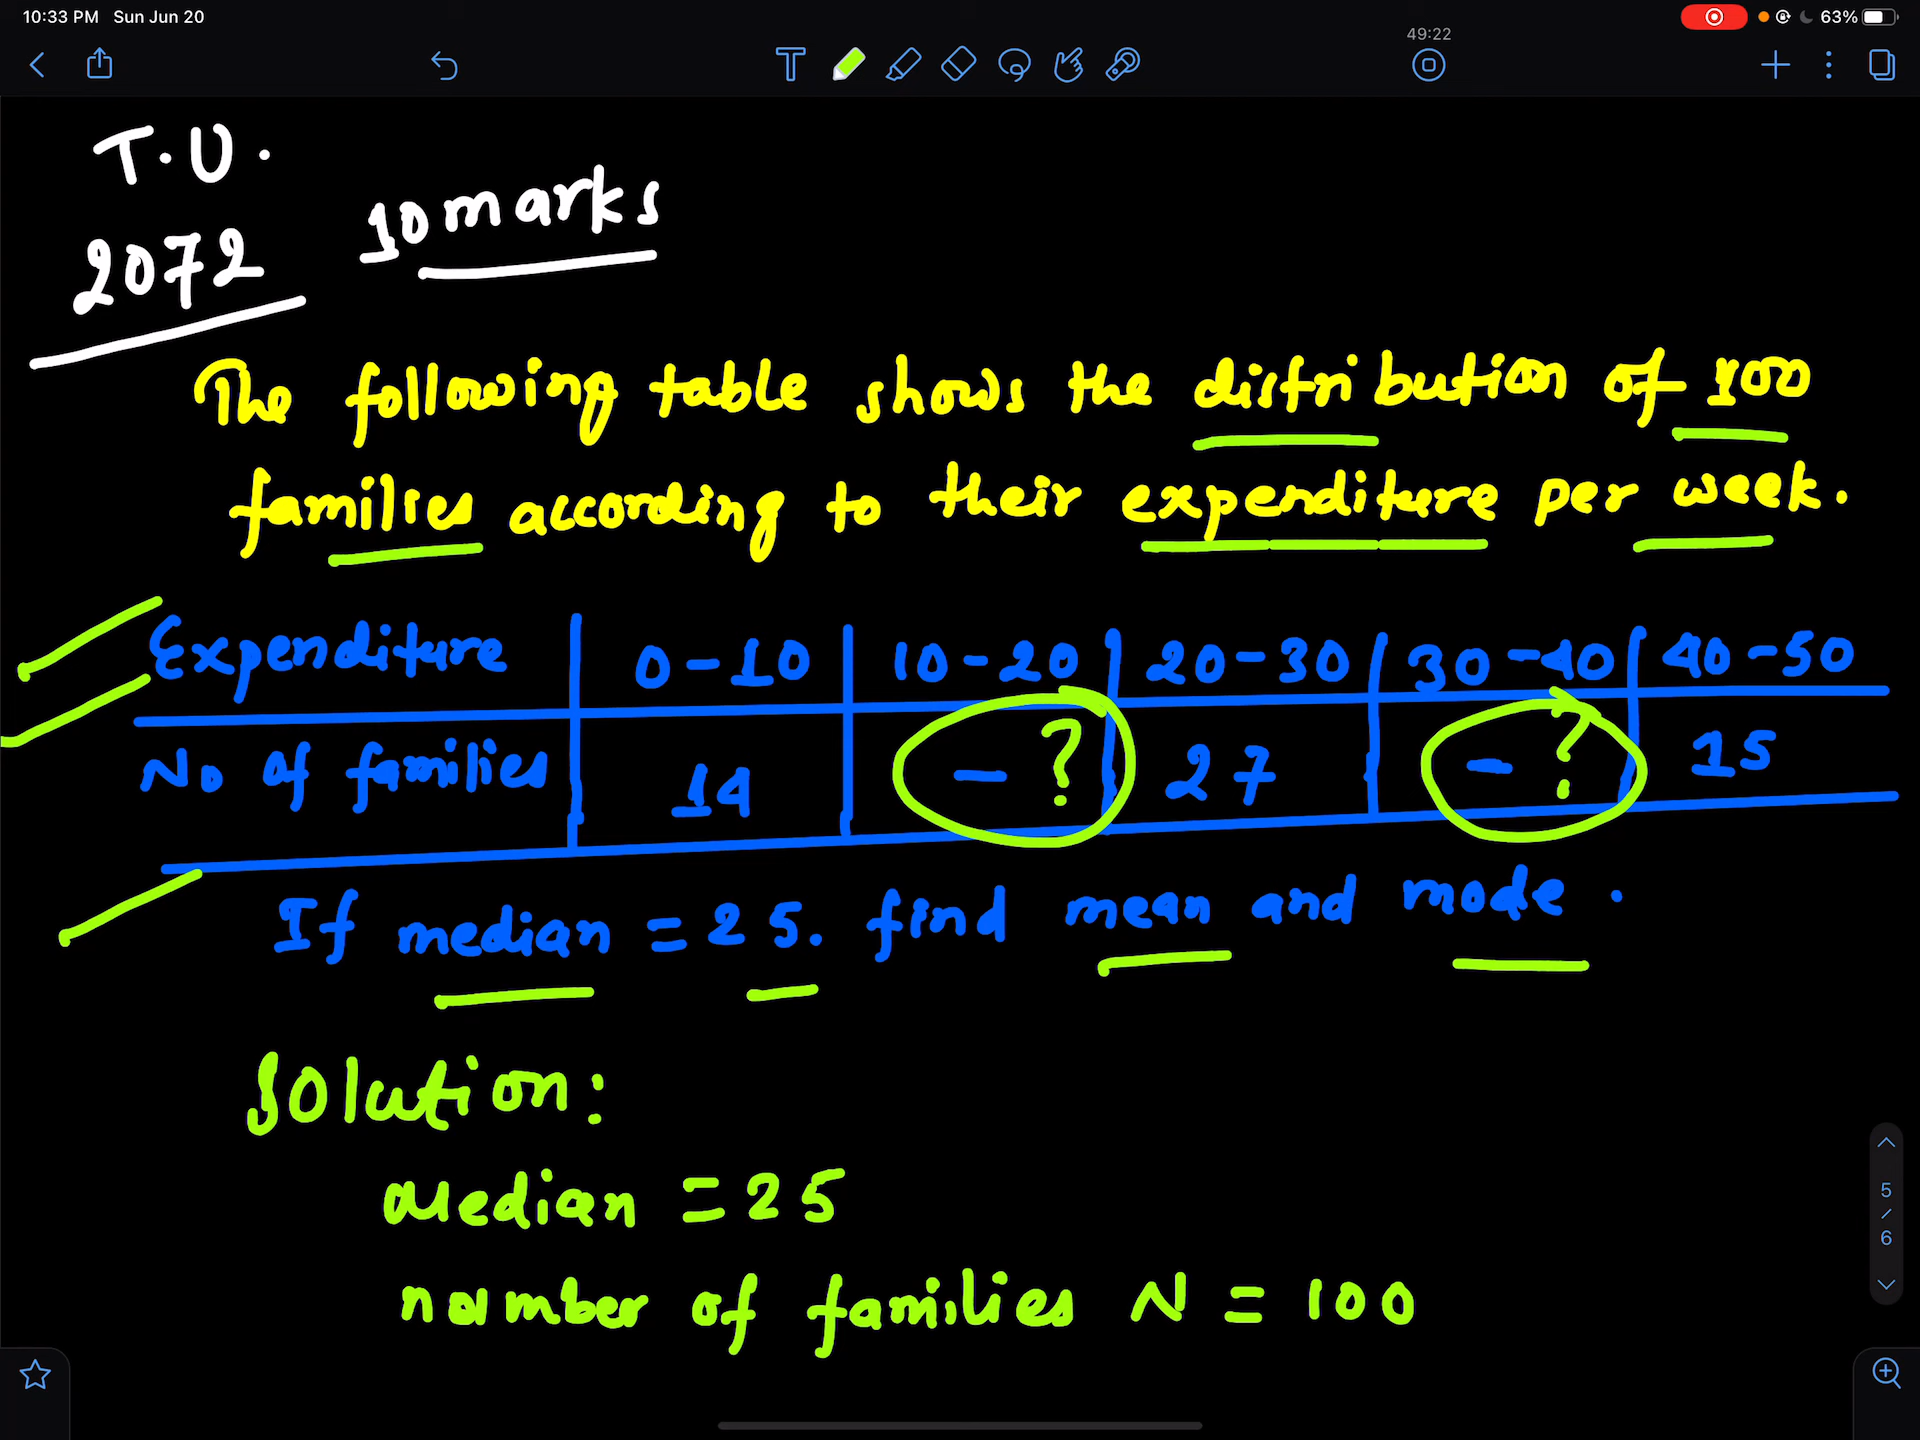 10:33 PM Sun Jun 20 63%
49:22
T.U.
2072 10 marks
The following table shows the distribution of 100
families according to their expenditure per week.
Expenditure 0-10 10-20 20-30 30-40 40-50
No of families 14 - ? 27 - ? 15
If median = 25. find mean and mode.
Solution:
Median = 25
number of families N = 100
5
/
6